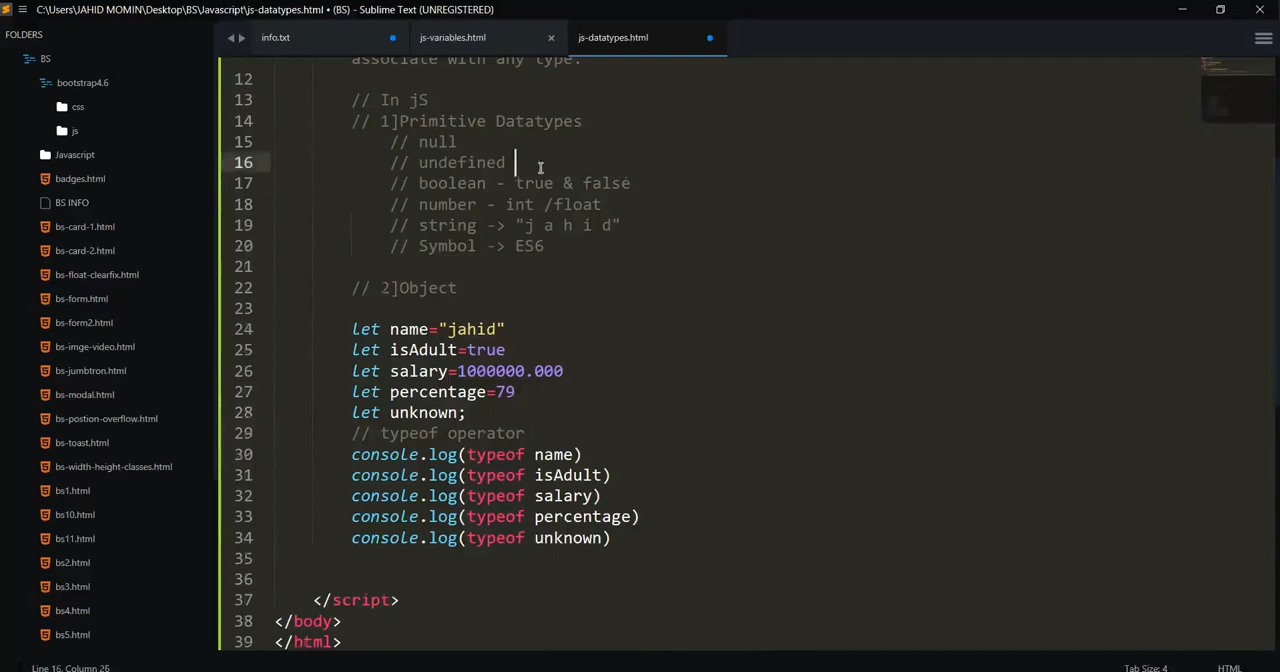 C:\Users\JAHID MOMIN\Desktop\BS\Javascript\js-datatypes.html • (BS) - Sublime Text (UNREGISTERED)
FOLDERS
BS
bootstrap4.6
css
js
Javascript
badges.html
BS INFO
bs-card-1.html
bs-card-2.html
bs-float-clearfix.html
bs-form.html
bs-form2.html
bs-imge-video.html
bs-jumbtron.html
bs-modal.html
bs-postion-overflow.html
bs-toast.html
bs-width-height-classes.html
bs1.html
bs10.html
bs11.html
bs2.html
bs3.html
bs4.html
bs5.html
info.txt
js-variables.html
js-datatypes.html
associate with any type.
12
13 // In jS
14 // 1]Primitive Datatypes
15 // null
16 // undefined
17 // boolean - true & false
18 // number - int /float
19 // string -> "j a h i d"
20 // Symbol -> ES6
21
22 // 2]Object
23
24 let name="jahid"
25 let isAdult=true
26 let salary=1000000.000
27 let percentage=79
28 let unknown;
29 // typeof operator
30 console.log(typeof name)
31 console.log(typeof isAdult)
32 console.log(typeof salary)
33 console.log(typeof percentage)
34 console.log(typeof unknown)
35
36
37 </script>
38 </body>
39 </html>
Line 16, Column 26
Tab Size: 4
HTML